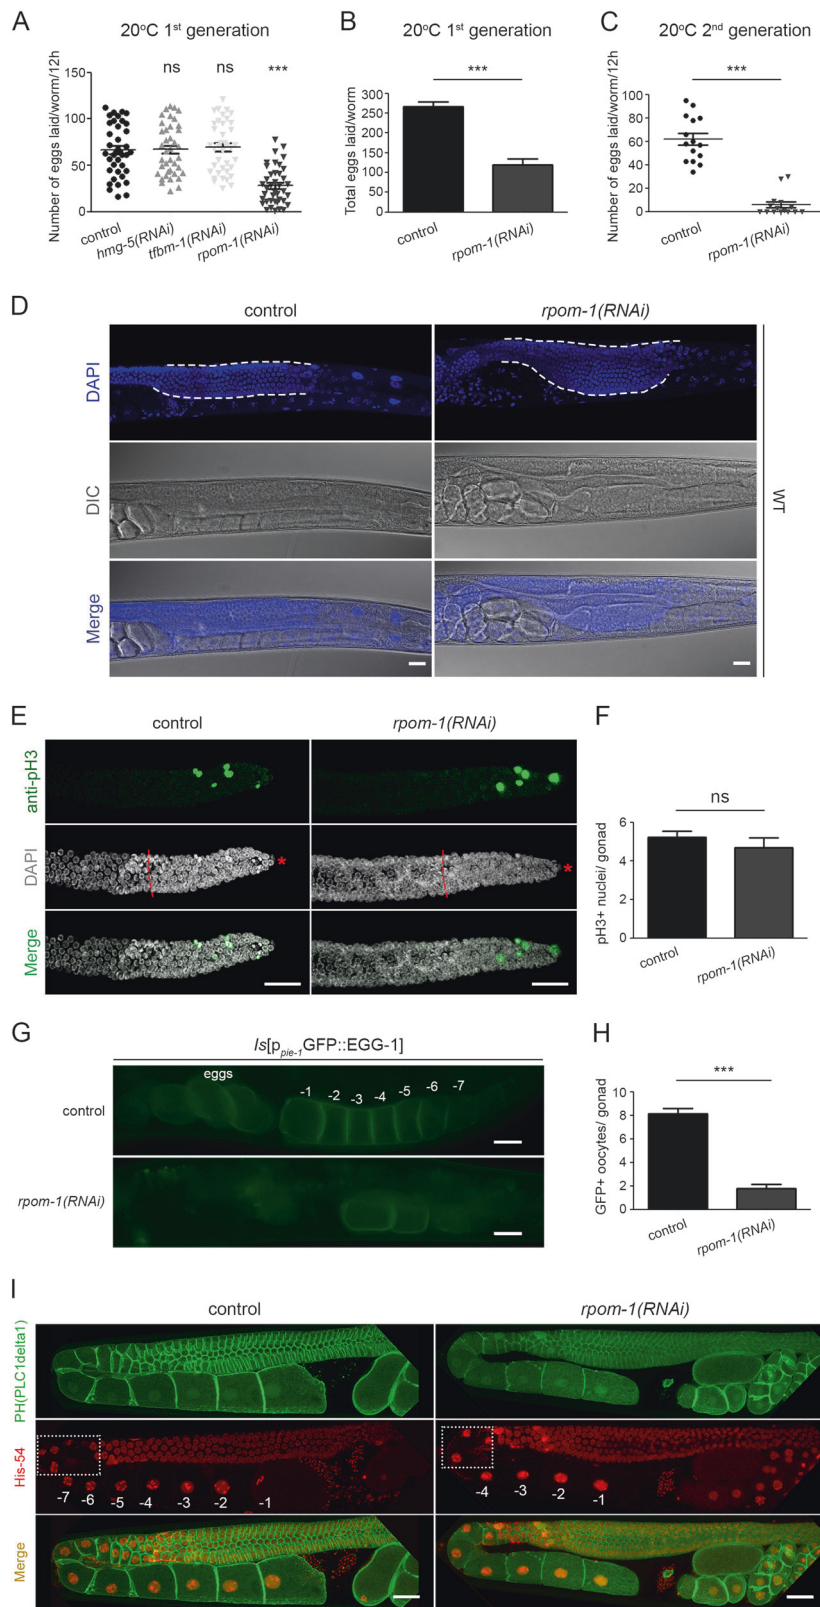 A
20°C 1st generation
ns
ns
***
Number of eggs laid/worm/12h
150
100
50
0
control
hmg-5(RNAi)
tfbm-1(RNAi)
rpom-1(RNAi)
B
20°C 1st generation
***
Total eggs laid/worm
300
250
200
150
100
50
0
control
rpom-1(RNAi)
C
20°C 2nd generation
***
Number of eggs laid/worm/12h
100
80
60
40
20
0
control
rpom-1(RNAi)
D
control
rpom-1(RNAi)
DAPI
DIC
Merge
WT
E
control
rpom-1(RNAi)
anti-pH3
DAPI
*
*
Merge
F
ns
pH3+ nuclei/ gonad
6
4
2
0
control
rpom-1(RNAi)
G
Is[ppie-1GFP::EGG-1]
control
eggs
-1
-2
-3
-4
-5
-6
-7
rpom-1(RNAi)
H
***
GFP+ oocytes/ gonad
10
8
6
4
2
0
control
rpom-1(RNAi)
I
control
rpom-1(RNAi)
PH(PLC1delta1)
His-54
-7
-6
-5
-4
-3
-2
-1
-4
-3
-2
-1
Merge